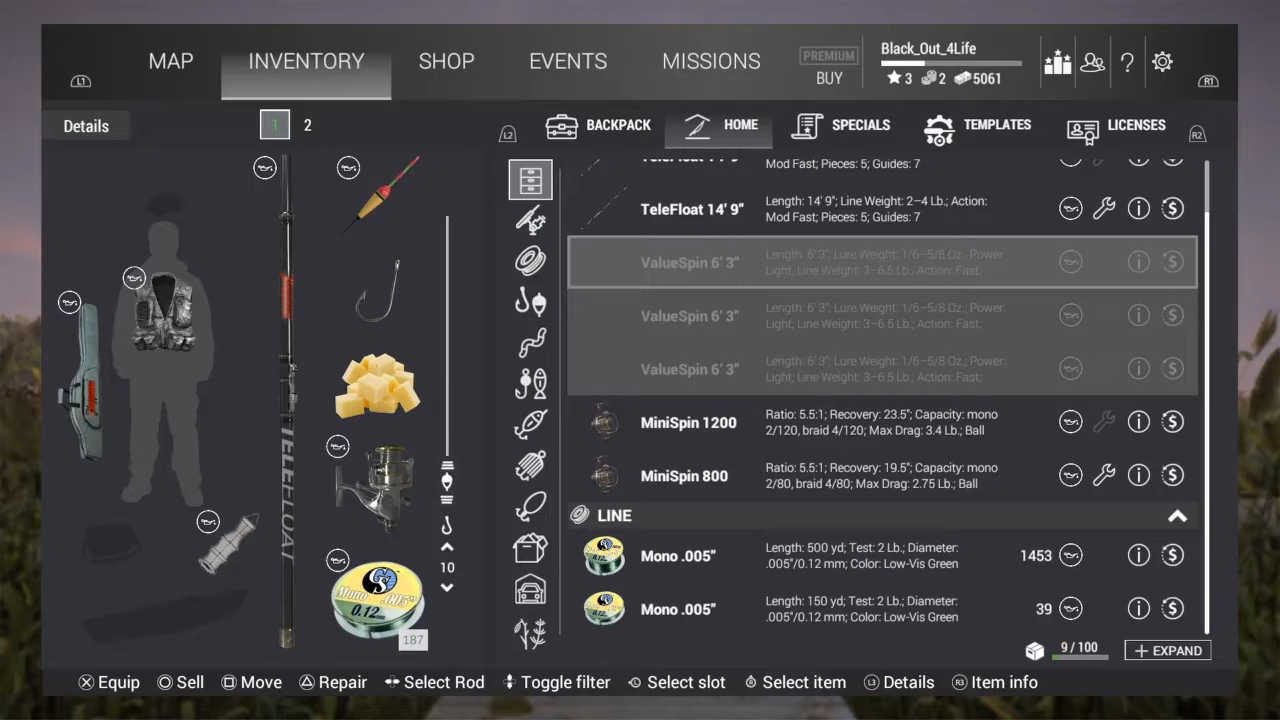 MAP
INVENTORY
SHOP
EVENTS
MISSIONS
PREMIUM
BUY
Black_Out_4Life
3
2
5061
L1
R1
Details
1
2
L2
BACKPACK
HOME
SPECIALS
TEMPLATES
LICENSES
R2
Mod Fast; Pieces: 5; Guides: 7
TeleFloat 14' 9"
Length: 14' 9"; Line Weight: 2–4 Lb.; Action:
Mod Fast; Pieces: 5; Guides: 7
ValueSpin 6' 3"
Length: 6' 3"; Lure Weight: 1/6–5/8 Oz.; Power:
Light; Line Weight: 3–6.5 Lb.; Action: Fast;
ValueSpin 6' 3"
Length: 6' 3"; Lure Weight: 1/6–5/8 Oz.; Power:
Light; Line Weight: 3–6.5 Lb.; Action: Fast;
ValueSpin 6' 3"
Length: 6' 3"; Lure Weight: 1/6–5/8 Oz.; Power:
Light; Line Weight: 3–6.5 Lb.; Action: Fast;
MiniSpin 1200
Ratio: 5.5:1; Recovery: 23.5"; Capacity: mono
2/120, braid 4/120; Max Drag: 3.4 Lb.; Ball
MiniSpin 800
Ratio: 5.5:1; Recovery: 19.5"; Capacity: mono
2/80, braid 4/80; Max Drag: 2.75 Lb.; Ball
LINE
Mono .005"
Length: 500 yd; Test: 2 Lb.; Diameter:
.005"/0.12 mm; Color: Low-Vis Green
1453
Mono .005"
Length: 150 yd; Test: 2 Lb.; Diameter:
.005"/0.12 mm; Color: Low-Vis Green
39
TELEFLOAT
10
GS
Mono .005"
0.12
187
9 / 100
+ EXPAND
Equip
Sell
Move
Repair
Select Rod
Toggle filter
Select slot
Select item
L3 Details
R3 Item info